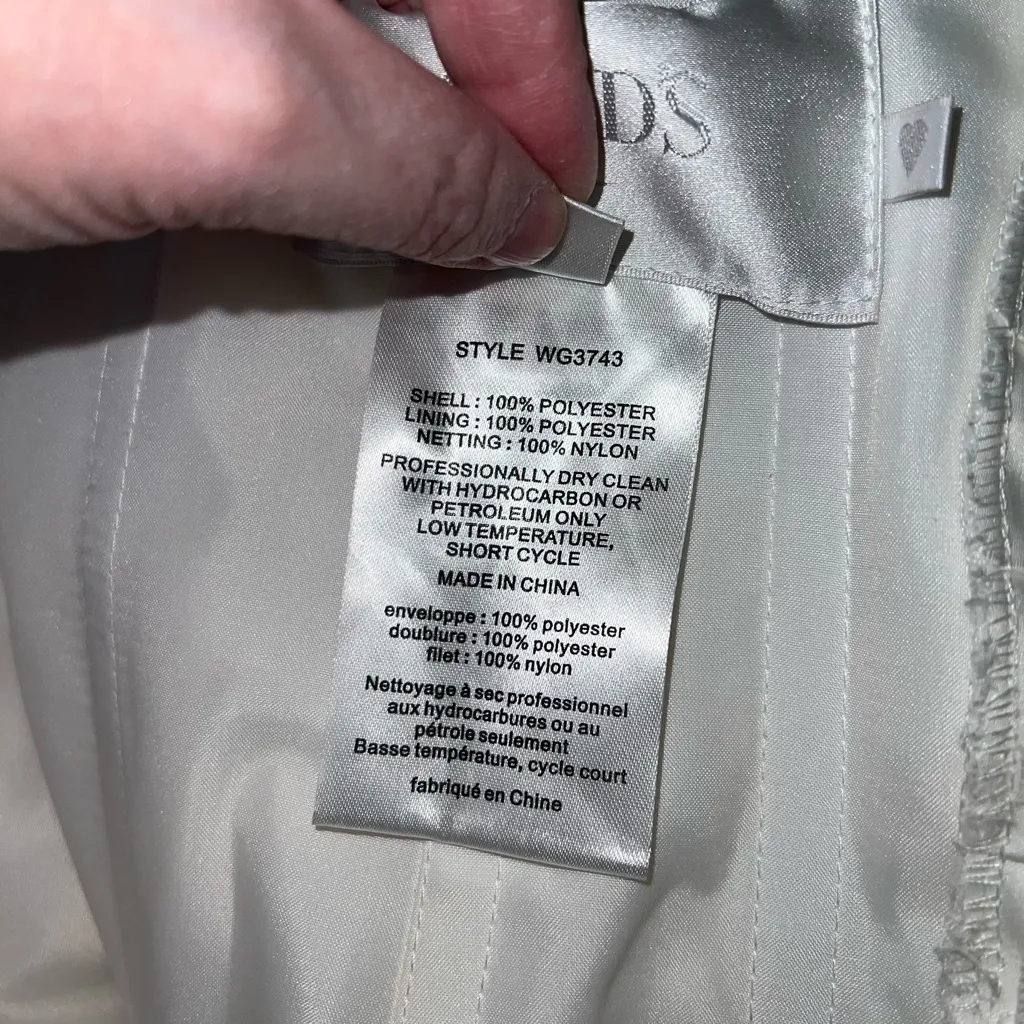 DS
STYLE WG3743
SHELL : 100% POLYESTER
LINING : 100% POLYESTER
NETTING : 100% NYLON
PROFESSIONALLY DRY CLEAN
WITH HYDROCARBON OR
PETROLEUM ONLY
LOW TEMPERATURE,
SHORT CYCLE
MADE IN CHINA
enveloppe : 100% polyester
doublure : 100% polyester
filet : 100% nylon
Nettoyage à sec professionnel
aux hydrocarbures ou au
pétrole seulement
Basse température, cycle court
fabriqué en Chine